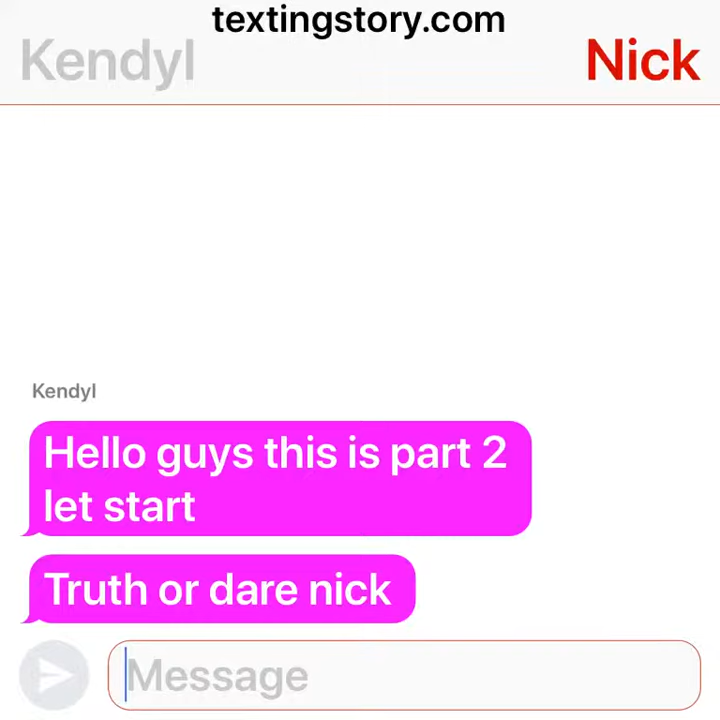 textingstory.com
Kendyl Nick
Kendyl
Hello guys this is part 2
let start
Truth or dare nick
Message